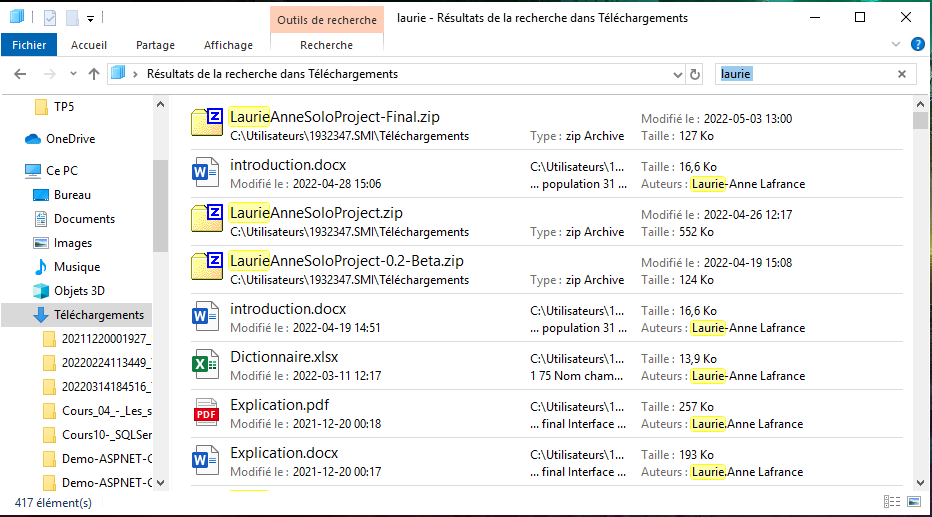 Outils de recherche
laurie - Résultats de la recherche dans Téléchargements
Fichier
Accueil
Partage
Affichage
Recherche
Résultats de la recherche dans Téléchargements
laurie
TP5
OneDrive
Ce PC
Bureau
Documents
Images
Musique
Objets 3D
Téléchargements
20211220001927_
20220224113449_
20220314184516_
Cours_04_-_Les_s
Cours10-_SQLSer
Demo-ASPNET-C
Demo-ASPNET-C
LaurieAnneSoloProject-Final.zip
Modifié le : 2022-05-03 13:00
C:\Utilisateurs\1932347.SMI\Téléchargements
Type : zip Archive
Taille : 127 Ko
introduction.docx
C:\Utilisateurs\1...
Taille : 16,6 Ko
Modifié le : 2022-04-28 15:06
... population 31 ...
Auteurs : Laurie-Anne Lafrance
LaurieAnneSoloProject.zip
Modifié le : 2022-04-26 12:17
C:\Utilisateurs\1932347.SMI\Téléchargements
Type : zip Archive
Taille : 552 Ko
LaurieAnneSoloProject-0.2-Beta.zip
Modifié le : 2022-04-19 15:08
C:\Utilisateurs\1932347.SMI\Téléchargements
Type : zip Archive
Taille : 124 Ko
introduction.docx
C:\Utilisateurs\1...
Taille : 16,6 Ko
Modifié le : 2022-04-19 14:51
... population 31 ...
Auteurs : Laurie-Anne Lafrance
Dictionnaire.xlsx
C:\Utilisateurs\1...
Taille : 13,9 Ko
Modifié le : 2022-03-11 12:17
1 75 Nom cham...
Auteurs : Laurie-Anne Lafrance
Explication.pdf
C:\Utilisateurs\1...
Taille : 257 Ko
Modifié le : 2021-12-20 00:18
... final Interface ...
Auteurs : Laurie.Anne Lafrance
Explication.docx
C:\Utilisateurs\1...
Taille : 193 Ko
Modifié le : 2021-12-20 00:17
... final Interface ...
Auteurs : Laurie.Anne Lafrance
417 élément(s)